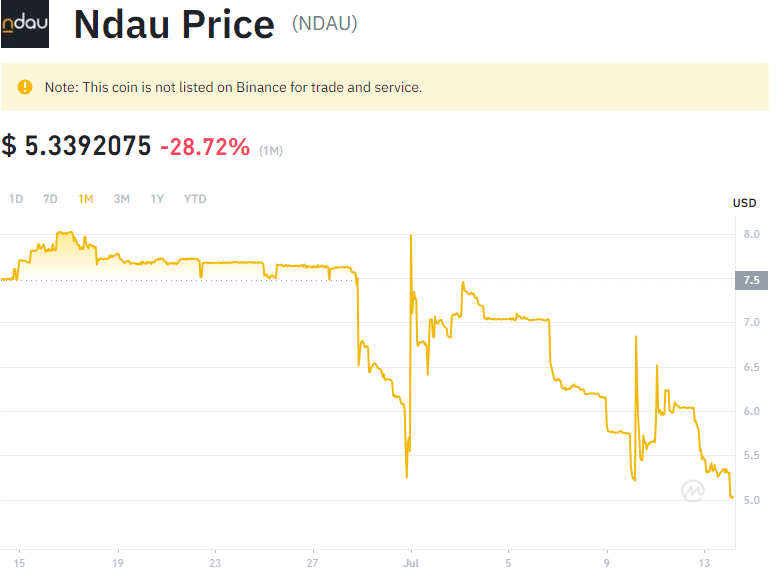 ndau
Ndau Price (NDAU)
Note: This coin is not listed on Binance for trade and service.
$ 5.3392075 -28.72% (1M)
1D 7D 1M 3M 1Y YTD
USD
8.0
7.5
7.0
6.5
6.0
5.5
5.0
15 19 23 27 Jul 5 9 13